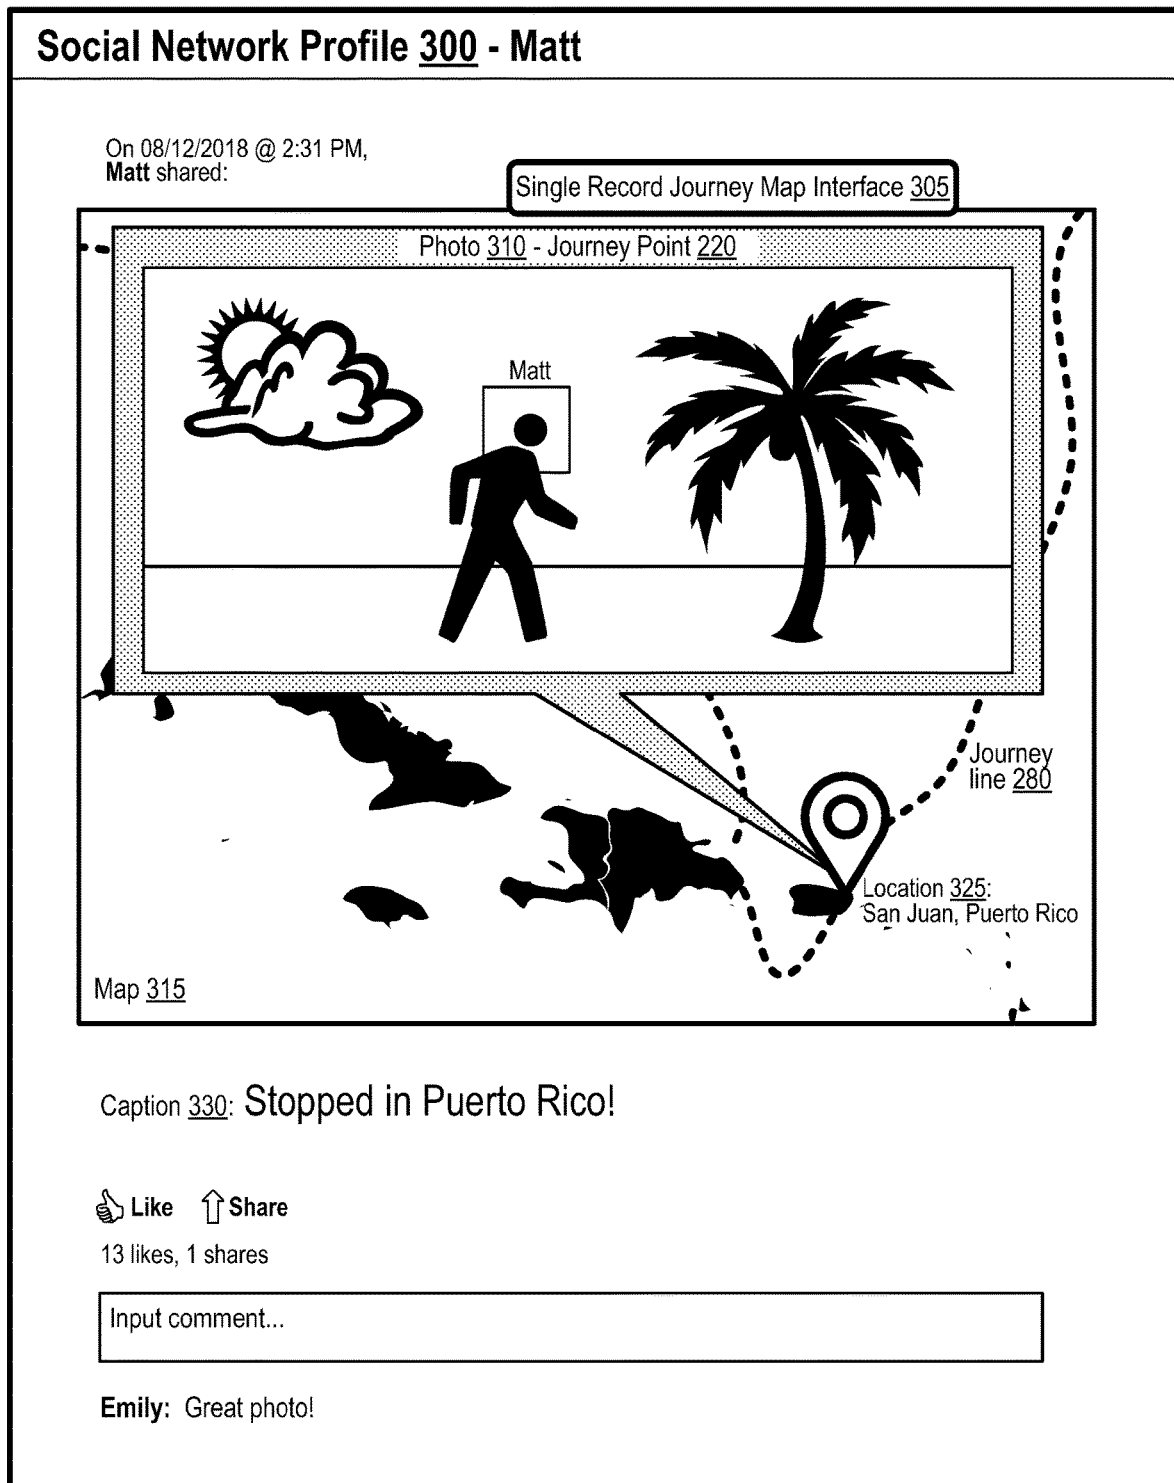 Social Network Profile 300 - Matt
On 08/12/2018 @ 2:31 PM,
Matt shared:
Single Record Journey Map Interface 305
Photo 310 - Journey Point 220
Matt
Journey
line 280
Location 325:
San Juan, Puerto Rico
Map 315
Caption 330: Stopped in Puerto Rico!
Like Share
13 likes, 1 shares
Input comment...
Emily: Great photo!